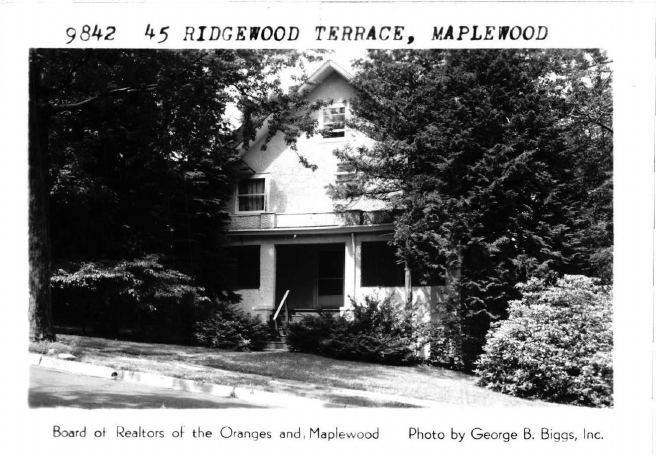 9842 45 RIDGEWOOD TERRACE, MAPLEWOOD
Board of Realtors of the Oranges and, Maplewood Photo by George B. Biggs, Inc.